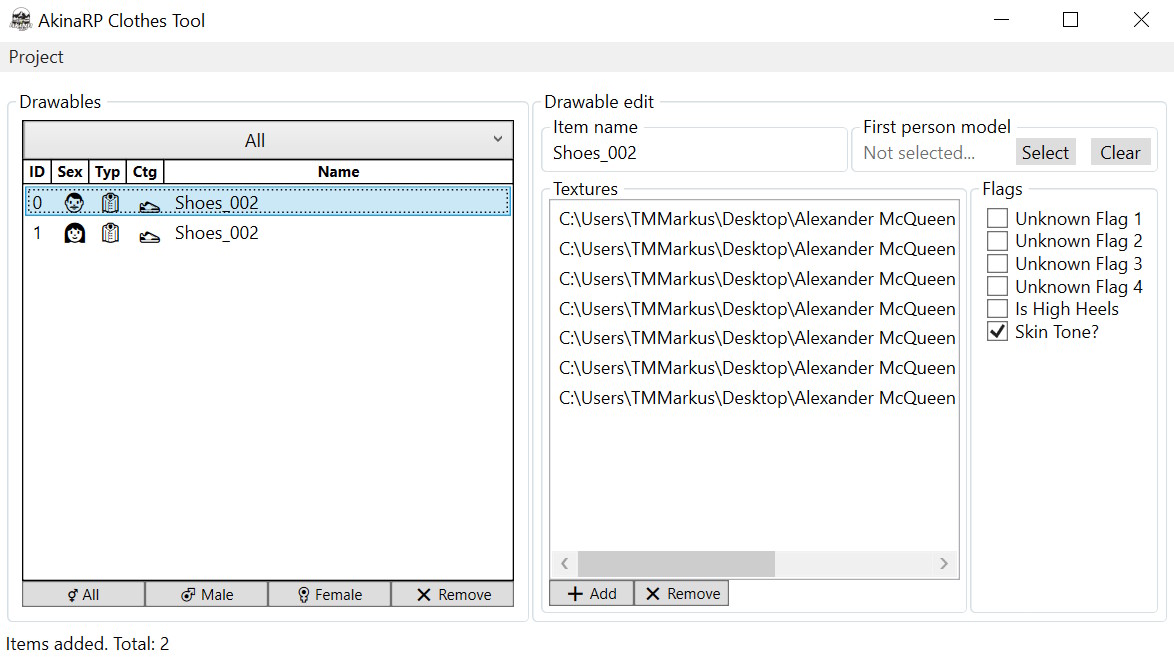 AkinaRP Clothes Tool
Project
Drawables
All
ID Sex Typ Ctg Name
0 Shoes_002
1 Shoes_002
All Male Female Remove
Drawable edit
Item name
Shoes_002
First person model
Not selected... Select Clear
Textures
C:\Users\TMMarkus\Desktop\Alexander McQueen
C:\Users\TMMarkus\Desktop\Alexander McQueen
C:\Users\TMMarkus\Desktop\Alexander McQueen
C:\Users\TMMarkus\Desktop\Alexander McQueen
C:\Users\TMMarkus\Desktop\Alexander McQueen
C:\Users\TMMarkus\Desktop\Alexander McQueen
C:\Users\TMMarkus\Desktop\Alexander McQueen
Add Remove
Flags
Unknown Flag 1
Unknown Flag 2
Unknown Flag 3
Unknown Flag 4
Is High Heels
Skin Tone?
Items added. Total: 2